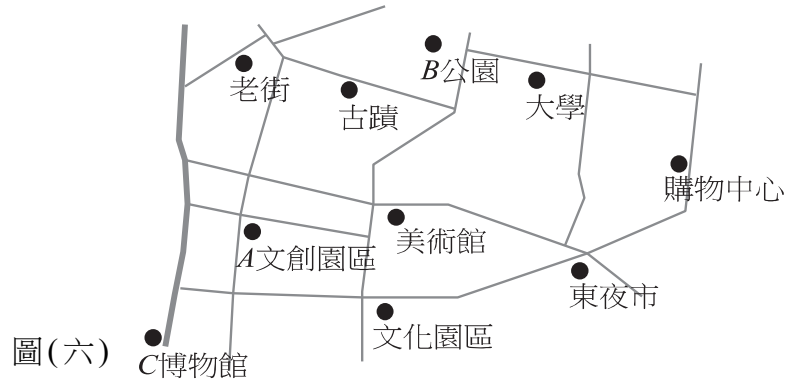 B公園
老街
大學
古蹟
購物中心
美術館
A文創園區
東夜市
文化園區
圖(六)
C博物館